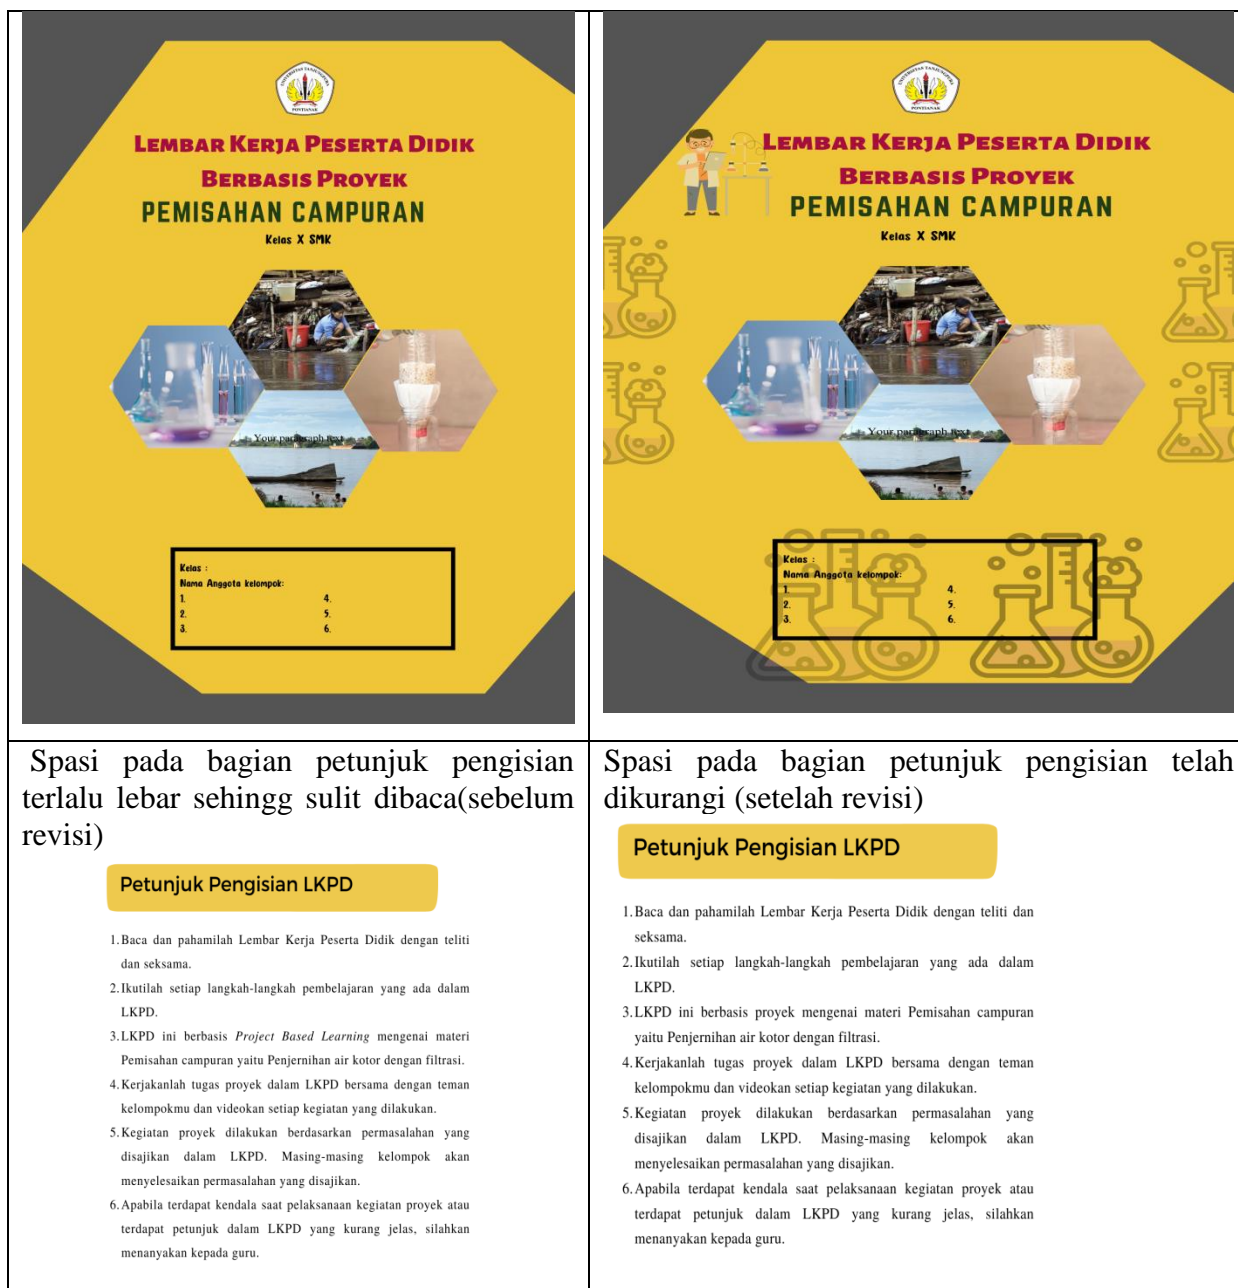 UNIVERSITAS TANJUNGPURA
PONTIANAK
LEMBAR KERJA PESERTA DIDIK
BERBASIS PROYEK
PEMISAHAN CAMPURAN
Kelas X SMK
Your paragraph text
Kelas :
Nama Anggota kelompok:
1. 4.
2. 5.
3. 6.
UNIVERSITAS TANJUNGPURA
PONTIANAK
LEMBAR KERJA PESERTA DIDIK
BERBASIS PROYEK
PEMISAHAN CAMPURAN
Kelas X SMK
Your paragraph text
Kelas :
Nama Anggota kelompok:
1. 4.
2. 5.
3. 6.
Spasi pada bagian petunjuk pengisian
terlalu lebar sehingg sulit dibaca(sebelum
revisi)
Petunjuk Pengisian LKPD
1.Baca dan pahamilah Lembar Kerja Peserta Didik dengan teliti
dan seksama.
2.Ikutilah setiap langkah-langkah pembelajaran yang ada dalam
LKPD.
3.LKPD ini berbasis Project Based Learning mengenai materi
Pemisahan campuran yaitu Penjernihan air kotor dengan filtrasi.
4.Kerjakanlah tugas proyek dalam LKPD bersama dengan teman
kelompokmu dan videokan setiap kegiatan yang dilakukan.
5.Kegiatan proyek dilakukan berdasarkan permasalahan yang
disajikan dalam LKPD. Masing-masing kelompok akan
menyelesaikan permasalahan yang disajikan.
6.Apabila terdapat kendala saat pelaksanaan kegiatan proyek atau
terdapat petunjuk dalam LKPD yang kurang jelas, silahkan
menanyakan kepada guru.
Spasi pada bagian petunjuk pengisian telah
dikurangi (setelah revisi)
Petunjuk Pengisian LKPD
1.Baca dan pahamilah Lembar Kerja Peserta Didik dengan teliti dan
seksama.
2.Ikutilah setiap langkah-langkah pembelajaran yang ada dalam
LKPD.
3.LKPD ini berbasis proyek mengenai materi Pemisahan campuran
yaitu Penjernihan air kotor dengan filtrasi.
4.Kerjakanlah tugas proyek dalam LKPD bersama dengan teman
kelompokmu dan videokan setiap kegiatan yang dilakukan.
5.Kegiatan proyek dilakukan berdasarkan permasalahan yang
disajikan dalam LKPD. Masing-masing kelompok akan
menyelesaikan permasalahan yang disajikan.
6.Apabila terdapat kendala saat pelaksanaan kegiatan proyek atau
terdapat petunjuk dalam LKPD yang kurang jelas, silahkan
menanyakan kepada guru.